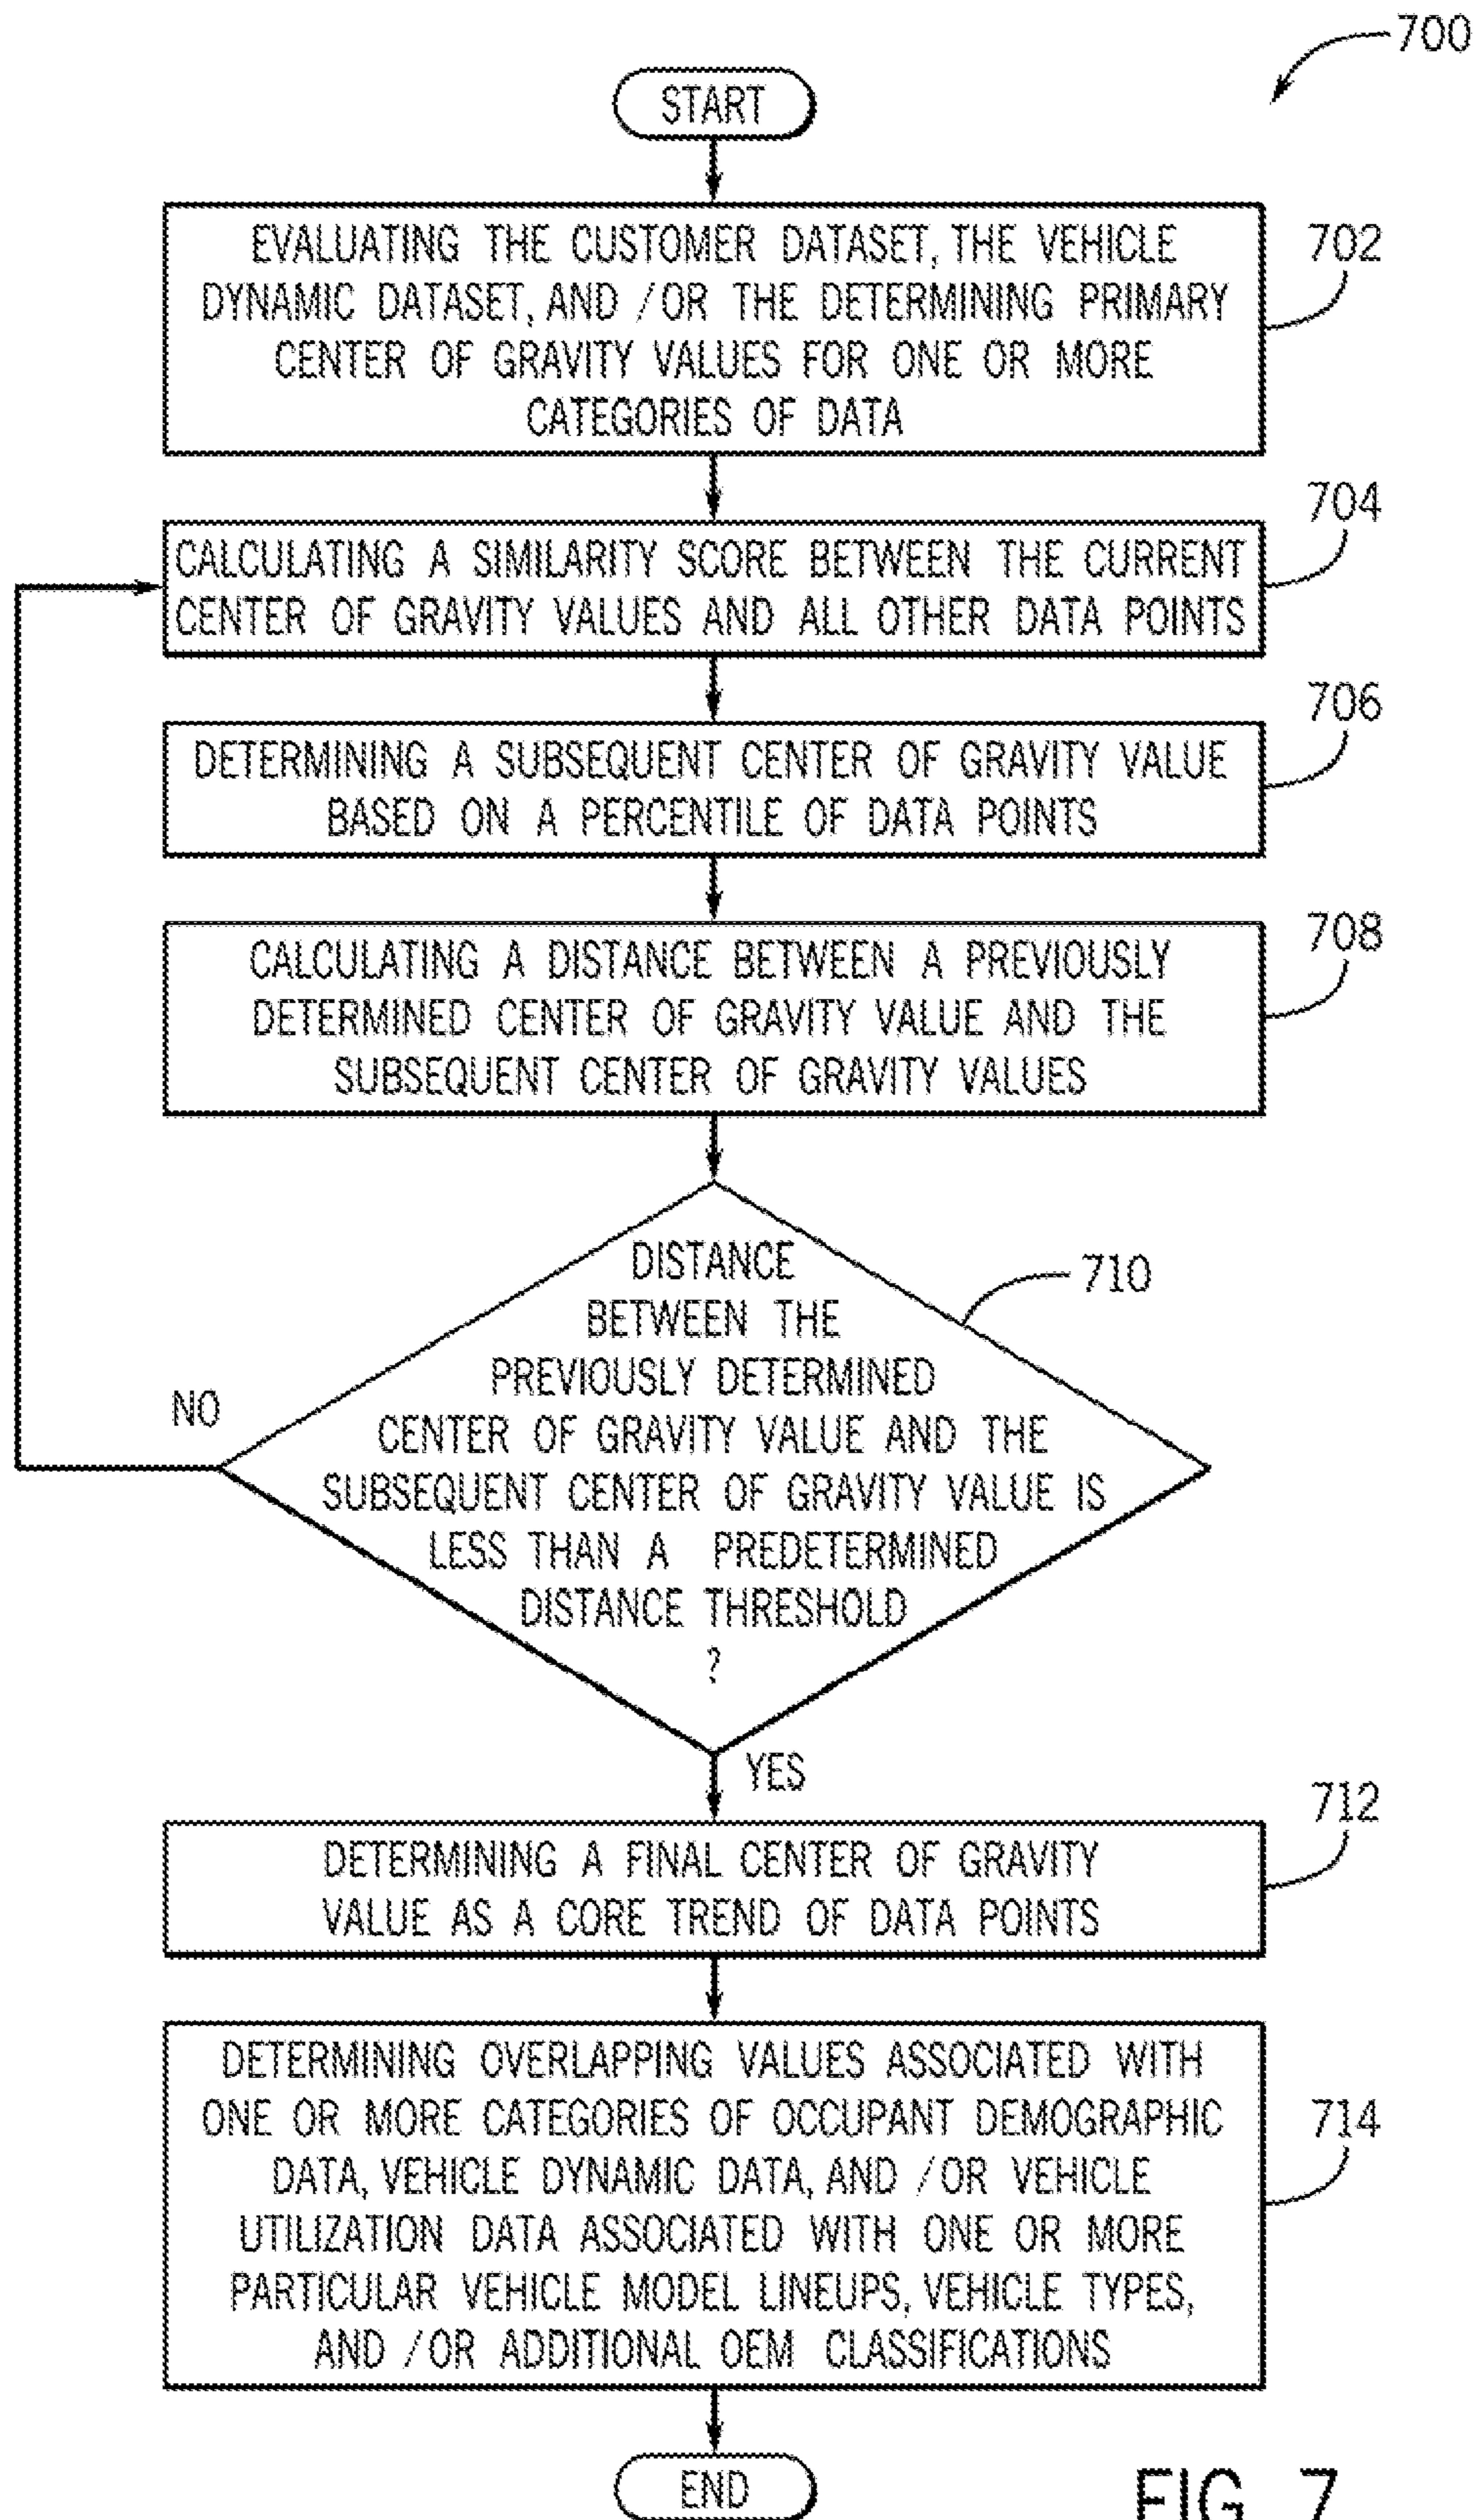 700
START
EVALUATING THE CUSTOMER DATASET, THE VEHICLE
DYNAMIC DATASET, AND /OR THE DETERMINING PRIMARY
CENTER OF GRAVITY VALUES FOR ONE OR MORE
CATEGORIES OF DATA
702
CALCULATING A SIMILARITY SCORE BETWEEN THE CURRENT
CENTER OF GRAVITY VALUES AND ALL OTHER DATA POINTS
704
DETERMINING A SUBSEQUENT CENTER OF GRAVITY VALUE
BASED ON A PERCENTILE OF DATA POINTS
706
CALCULATING A DISTANCE BETWEEN A PREVIOUSLY
DETERMINED CENTER OF GRAVITY VALUE AND THE
SUBSEQUENT CENTER OF GRAVITY VALUES
708
DISTANCE
BETWEEN THE
PREVIOUSLY DETERMINED
CENTER OF GRAVITY VALUE AND THE
SUBSEQUENT CENTER OF GRAVITY VALUE IS
LESS THAN A PREDETERMINED
DISTANCE THRESHOLD
?
710
NO
YES
DETERMINING A FINAL CENTER OF GRAVITY
VALUE AS A CORE TREND OF DATA POINTS
712
DETERMINING OVERLAPPING VALUES ASSOCIATED WITH
ONE OR MORE CATEGORIES OF OCCUPANT DEMOGRAPHIC
DATA, VEHICLE DYNAMIC DATA, AND /OR VEHICLE
UTILIZATION DATA ASSOCIATED WITH ONE OR MORE
PARTICULAR VEHICLE MODEL LINEUPS, VEHICLE TYPES,
AND /OR ADDITIONAL OEM CLASSIFICATIONS
714
END
FIG. 7